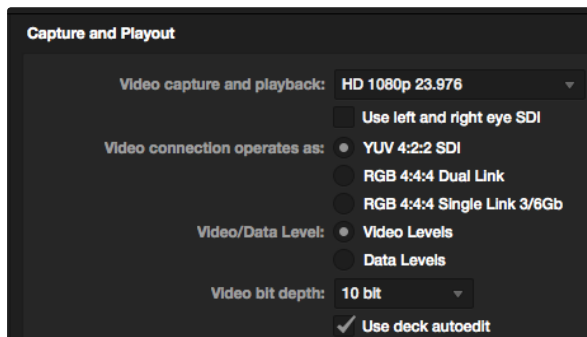 Capture and Playout
Video capture and playback: HD 1080p 23.976
Use left and right eye SDI
Video connection operates as: YUV 4:2:2 SDI
RGB 4:4:4 Dual Link
RGB 4:4:4 Single Link 3/6Gb
Video/Data Level: Video Levels
Data Levels
Video bit depth: 10 bit
Use deck autoedit